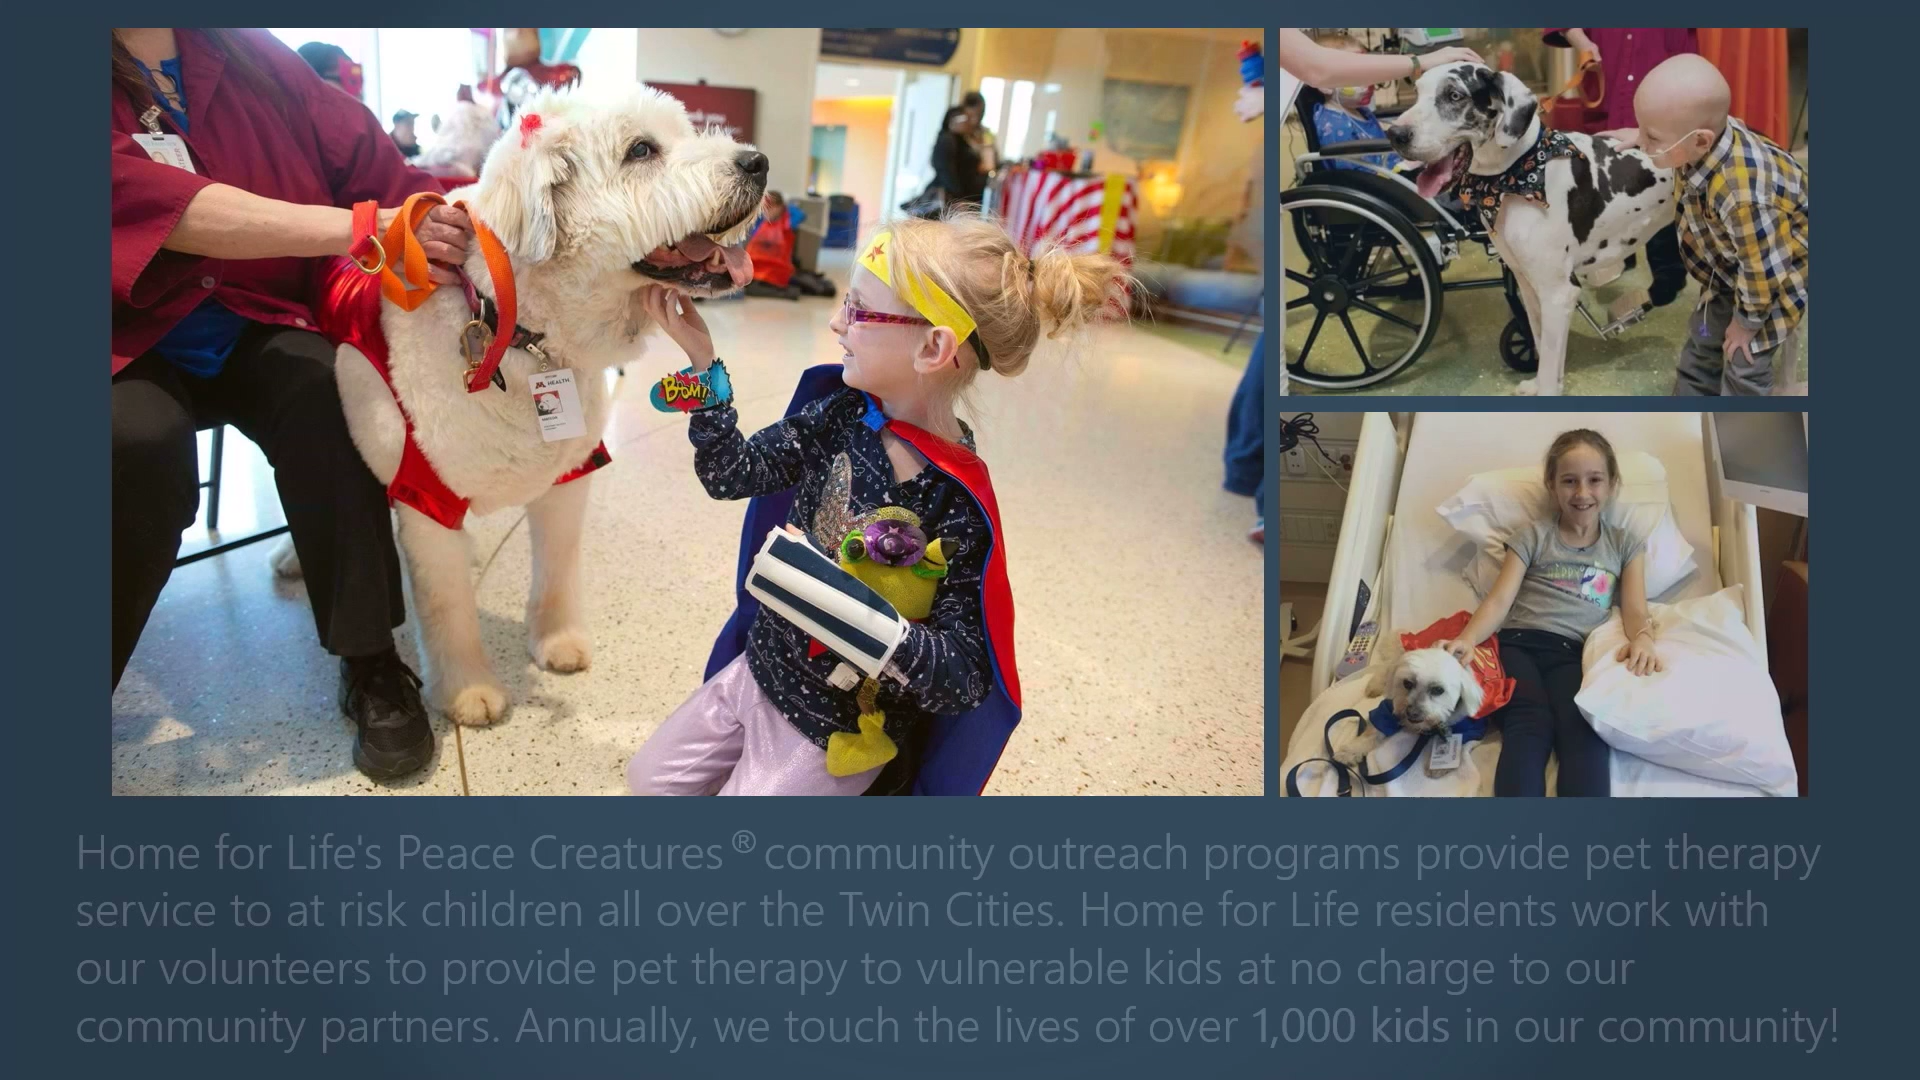 BOM!
HEALTH
Home for Life's Peace Creatures® community outreach programs provide pet therapy
service to at risk children all over the Twin Cities. Home for Life residents work with
our volunteers to provide pet therapy to vulnerable kids at no charge to our
community partners. Annually, we touch the lives of over 1,000 kids in our community!